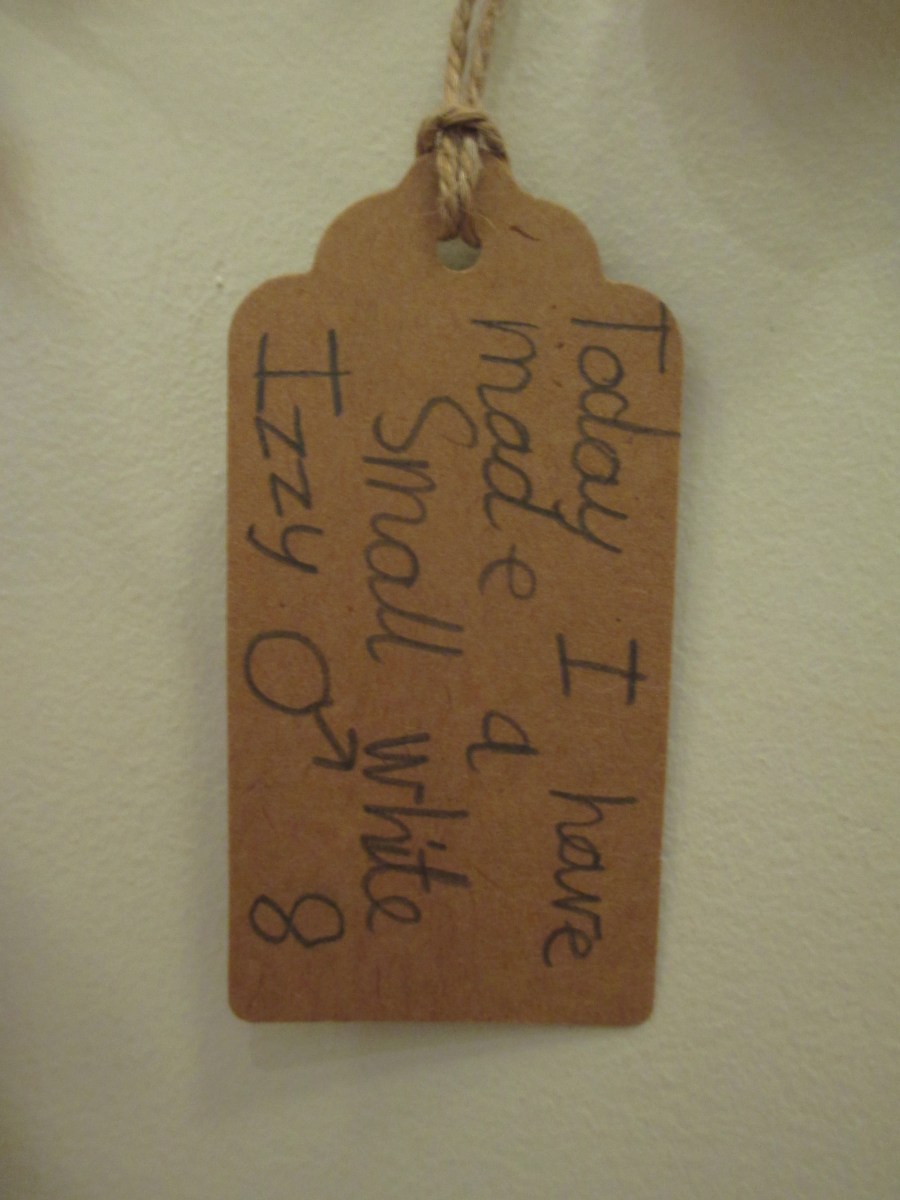 Today I have
made a
Small white
Izzy ♂ 8